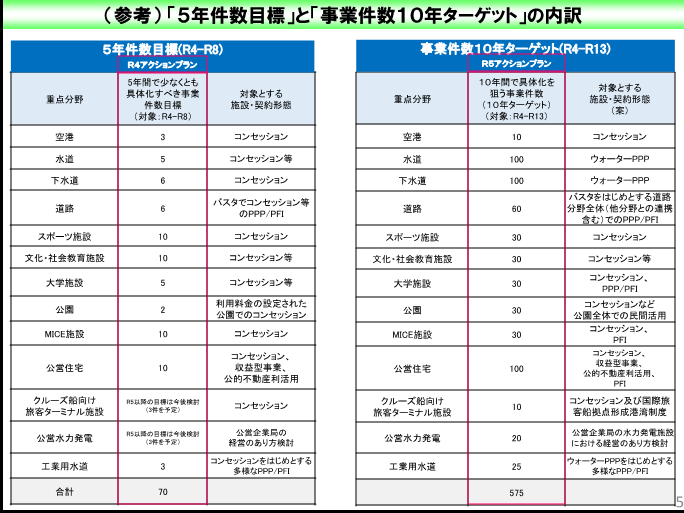 （参考）「５年件数目標」と「事業件数１０年ターゲット」の内訳
５年件数目標(R4-R8)
R4アクションプラン
重点分野
5年間で少なくとも
具体化すべき事業
件数目標
（対象：R4-R8）
対象とする
施設・契約形態
空港 3 コンセッション
水道 5 コンセッション等
下水道 6 コンセッション
道路 6 バスタでコンセッション等
のPPP/PFI
スポーツ施設 10 コンセッション
文化・社会教育施設 10 コンセッション等
大学施設 5 コンセッション等
公園 2 利用料金の設定された
公園でのコンセッション
MICE施設 10 コンセッション
公営住宅 10 コンセッション、
収益型事業、
公的不動産利活用
クルーズ船向け
旅客ターミナル施設
R5以降の目標は今後検討
（3件を予定）
コンセッション
公営水力発電
R5以降の目標は今後検討
（3件を予定）
公営企業局の
経営のあり方検討
工業用水道 3 コンセッションをはじめとする
多様なPPP/PFI
合計 70
事業件数１０年ターゲット(R4-R13)
R5アクションプラン
重点分野
10年間で具体化を
狙う事業件数
（10年ターゲット）
（対象：R4-R13）
対象とする
施設・契約形態
（案）
空港 10 コンセッション
水道 100 ウォーターPPP
下水道 100 ウォーターPPP
道路 60 バスタをはじめとする道路
分野全体（他分野との連携
含む）でのPPP/PFI
スポーツ施設 30 コンセッション
文化・社会教育施設 30 コンセッション等
大学施設 30 コンセッション、
PPP/PFI
公園 30 コンセッションなど
公園全体での民間活用
MICE施設 30 コンセッション、
PFI
公営住宅 100 コンセッション、
収益型事業、
公的不動産利活用、
PFI
クルーズ船向け
旅客ターミナル施設
10
コンセッション及び国際旅
客船拠点形成港湾制度
公営水力発電 20 公営企業局の水力発電施設
における経営のあり方検討
工業用水道 25 ウォーターPPPをはじめとする
多様なPPP/PFI
575
5